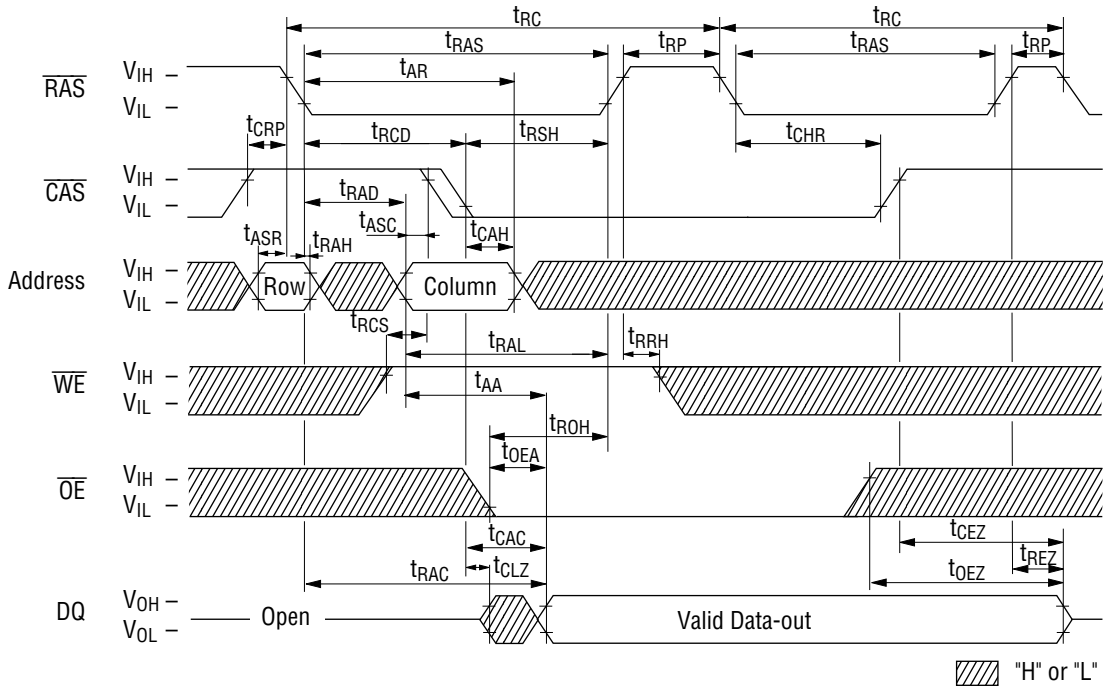 tRC tRC
tRAS tRP tRAS tRP
tAR
RAS VIH –
VIL –
tCRP tRCD tRSH tCHR
CAS VIH –
VIL –
tRAD
tASC tCAH
tASR tRAH
Address VIH –
VIL –
Row Column
tRCS tRAL tRRH
WE VIH –
VIL –
tAA
tROH
tOEA
OE VIH –
VIL –
tCAC tCEZ
tCLZ tREZ
tRAC tOEZ
DQ VOH –
VOL –
Open Valid Data-out
"H" or "L"